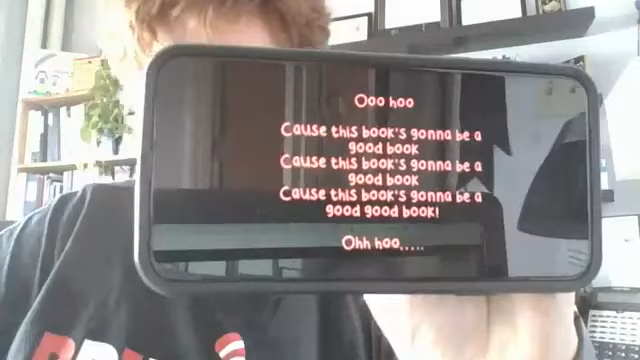 Ooo hoo
Cause this book's gonna be a
good book
Cause this book's gonna be a
good book
Cause this book's gonna be a
good good book!
Ohh hoo.....